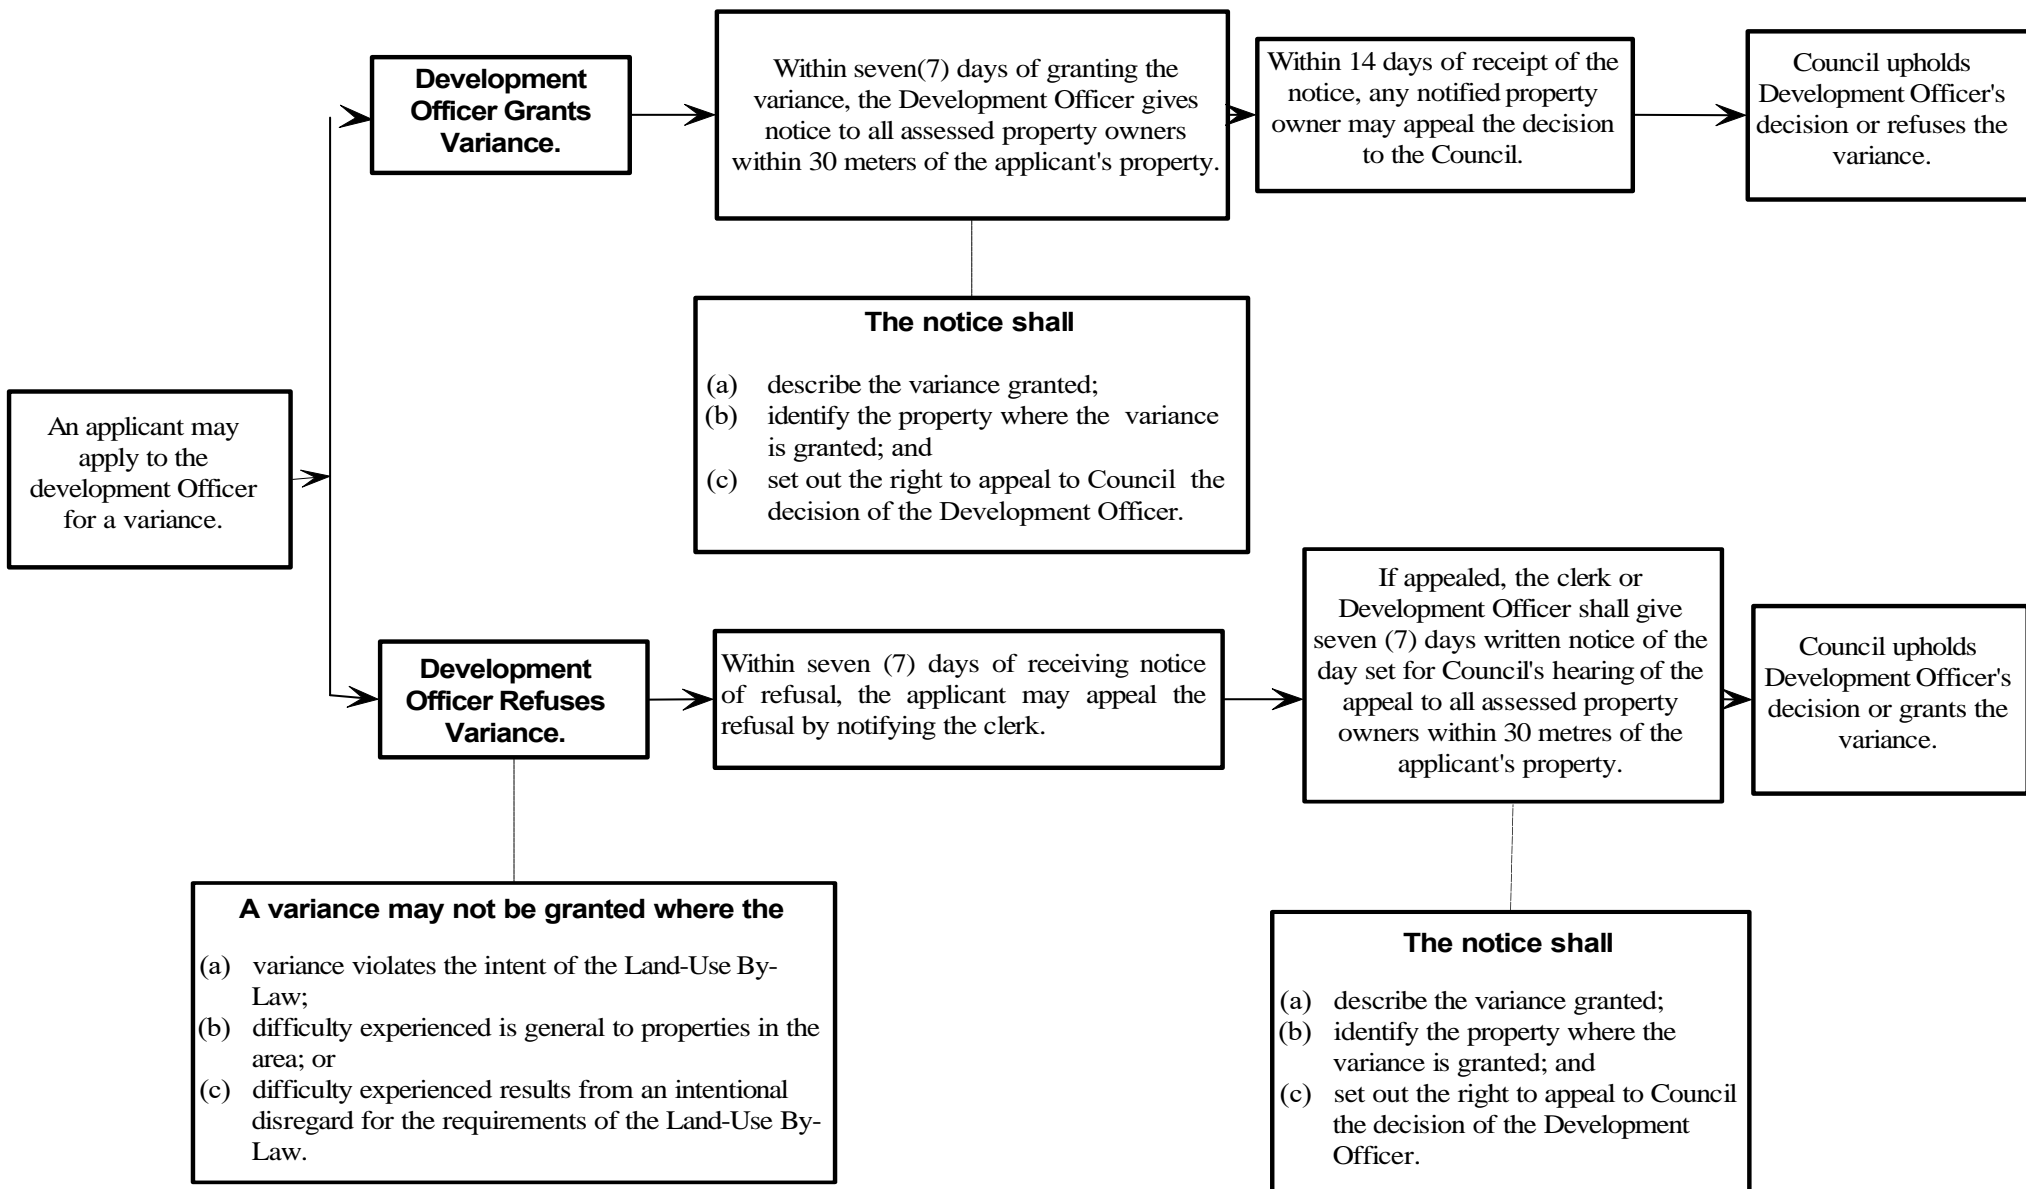 Development
Officer Grants
Variance.
Within seven(7) days of granting the
variance, the Development Officer gives
notice to all assessed property owners
within 30 meters of the applicant's property.
Within 14 days of receipt of the
notice, any notified property
owner may appeal the decision
to the Council.
Council upholds
Development Officer's
decision or refuses the
variance.
The notice shall
(a) describe the variance granted;
(b) identify the property where the variance
is granted; and
(c) set out the right to appeal to Council the
decision of the Development Officer.
An applicant may
apply to the
development Officer
for a variance.
Development
Officer Refuses
Variance.
Within seven (7) days of receiving notice
of refusal, the applicant may appeal the
refusal by notifying the clerk.
If appealed, the clerk or
Development Officer shall give
seven (7) days written notice of the
day set for Council's hearing of the
appeal to all assessed property
owners within 30 metres of the
applicant's property.
Council upholds
Development Officer's
decision or grants the
variance.
A variance may not be granted where the
(a) variance violates the intent of the Land-Use By-
Law;
(b) difficulty experienced is general to properties in the
area; or
(c) difficulty experienced results from an intentional
disregard for the requirements of the Land-Use By-
Law.
The notice shall
(a) describe the variance granted;
(b) identify the property where the
variance is granted; and
(c) set out the right to appeal to Council
the decision of the Development
Officer.